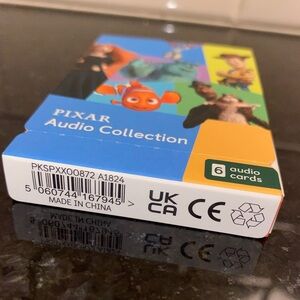 PIXAR
Audio Collection
6 audio
cards
PKSPXX00872 A1824
5 060744 167945 >
MADE IN CHINA
UK
CA
CE